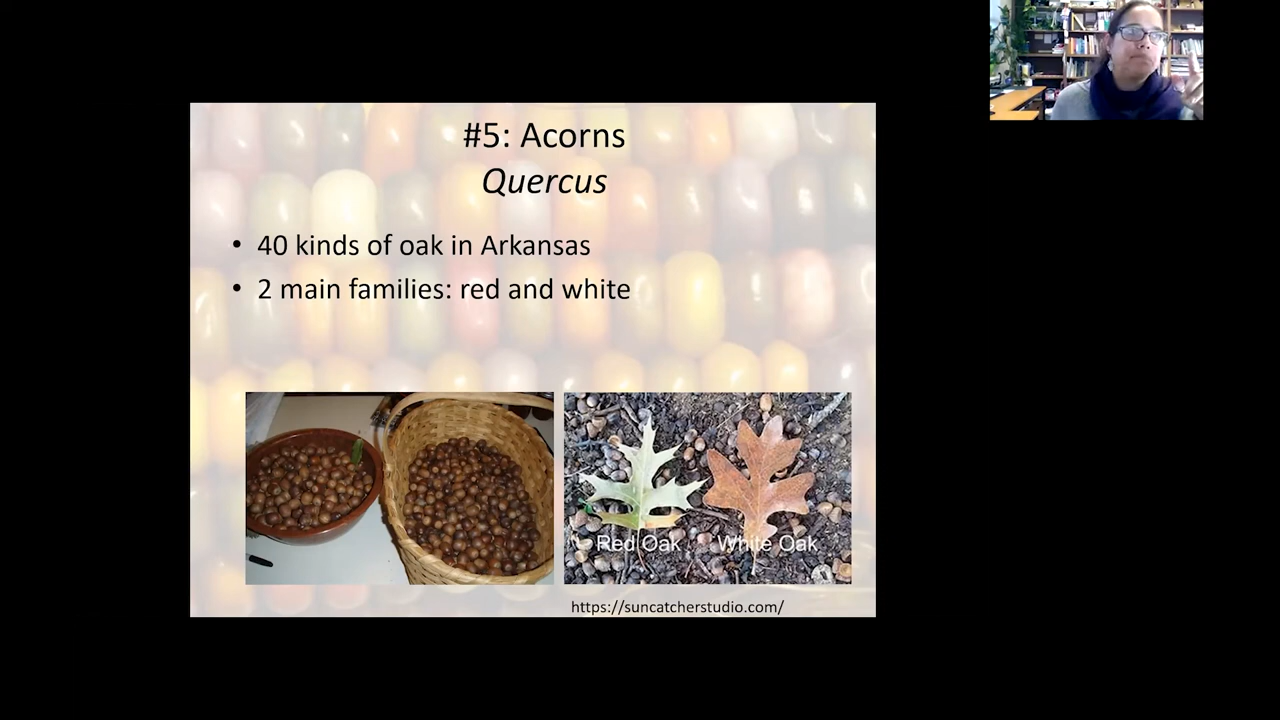 #5: Acorns
Quercus
• 40 kinds of oak in Arkansas
• 2 main families: red and white
Red Oak White Oak
https://suncatcherstudio.com/